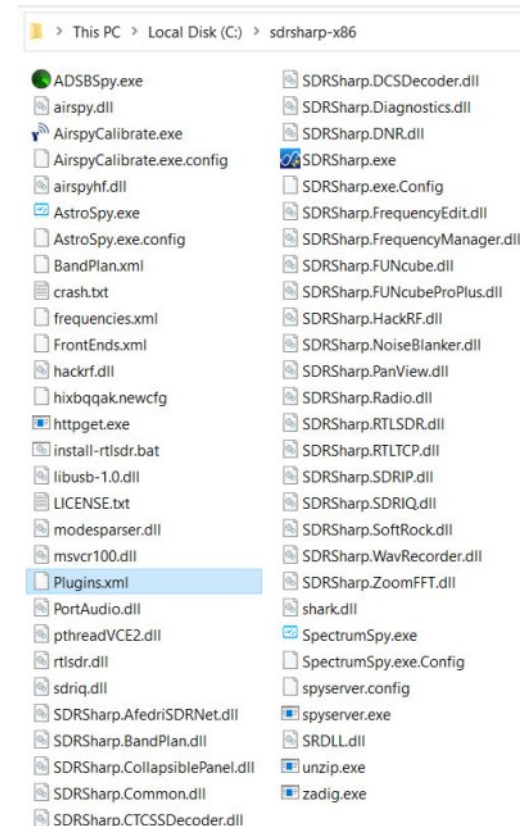 This PC > Local Disk (C:) > sdrsharp-x86
ADSBSpy.exe
airspy.dll
AirspyCalibrate.exe
AirspyCalibrate.exe.config
airspyhf.dll
AstroSpy.exe
AstroSpy.exe.config
BandPlan.xml
crash.txt
frequencies.xml
FrontEnds.xml
hackrf.dll
hixbqqak.newcfg
httpget.exe
install-rtlsdr.bat
libusb-1.0.dll
LICENSE.txt
modesparser.dll
msvcr100.dll
Plugins.xml
PortAudio.dll
pthreadVCE2.dll
rtlsdr.dll
sdriq.dll
SDRSharp.AfedriSDRNet.dll
SDRSharp.BandPlan.dll
SDRSharp.CollapsiblePanel.dll
SDRSharp.Common.dll
SDRSharp.CTCSSDecoder.dll
SDRSharp.DCSDecoder.dll
SDRSharp.Diagnostics.dll
SDRSharp.DNR.dll
SDRSharp.exe
SDRSharp.exe.Config
SDRSharp.FrequencyEdit.dll
SDRSharp.FrequencyManager.dll
SDRSharp.FUNcube.dll
SDRSharp.FUNcubeProPlus.dll
SDRSharp.HackRF.dll
SDRSharp.NoiseBlanker.dll
SDRSharp.PanView.dll
SDRSharp.Radio.dll
SDRSharp.RTLSDR.dll
SDRSharp.RTLTCP.dll
SDRSharp.SDRIP.dll
SDRSharp.SDRIQ.dll
SDRSharp.SoftRock.dll
SDRSharp.WavRecorder.dll
SDRSharp.ZoomFFT.dll
shark.dll
SpectrumSpy.exe
SpectrumSpy.exe.Config
spyserver.config
spyserver.exe
SRDLL.dll
unzip.exe
zadig.exe